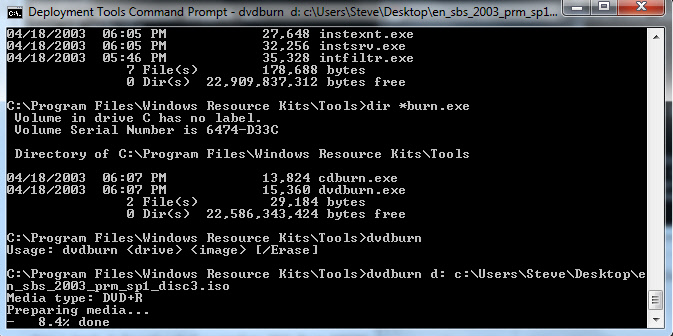 Deployment Tools Command Prompt - dvdburn d: c:\Users\Steve\Desktop\en_sbs_2003_prm_sp1...
04/18/2003 06:05 PM 27,648 instexnt.exe
04/18/2003 06:05 PM 32,256 instsrv.exe
04/18/2003 05:46 PM 35,328 intfiltr.exe
7 File(s) 178,688 bytes
0 Dir(s) 22,909,837,312 bytes free
C:\Program Files\Windows Resource Kits\Tools>dir *burn.exe
Volume in drive C has no label.
Volume Serial Number is 6474-D33C
Directory of C:\Program Files\Windows Resource Kits\Tools
04/18/2003 06:07 PM 13,824 cdburn.exe
04/18/2003 06:07 PM 15,360 dvdburn.exe
2 File(s) 29,184 bytes
0 Dir(s) 22,586,343,424 bytes free
C:\Program Files\Windows Resource Kits\Tools>dvdburn
Usage: dvdburn <drive> <image> [/Erase]
C:\Program Files\Windows Resource Kits\Tools>dvdburn d: c:\Users\Steve\Desktop\e
n_sbs_2003_prm_sp1_disc3.iso
Media type: DVD+R
Preparing media...
- 8.4% done